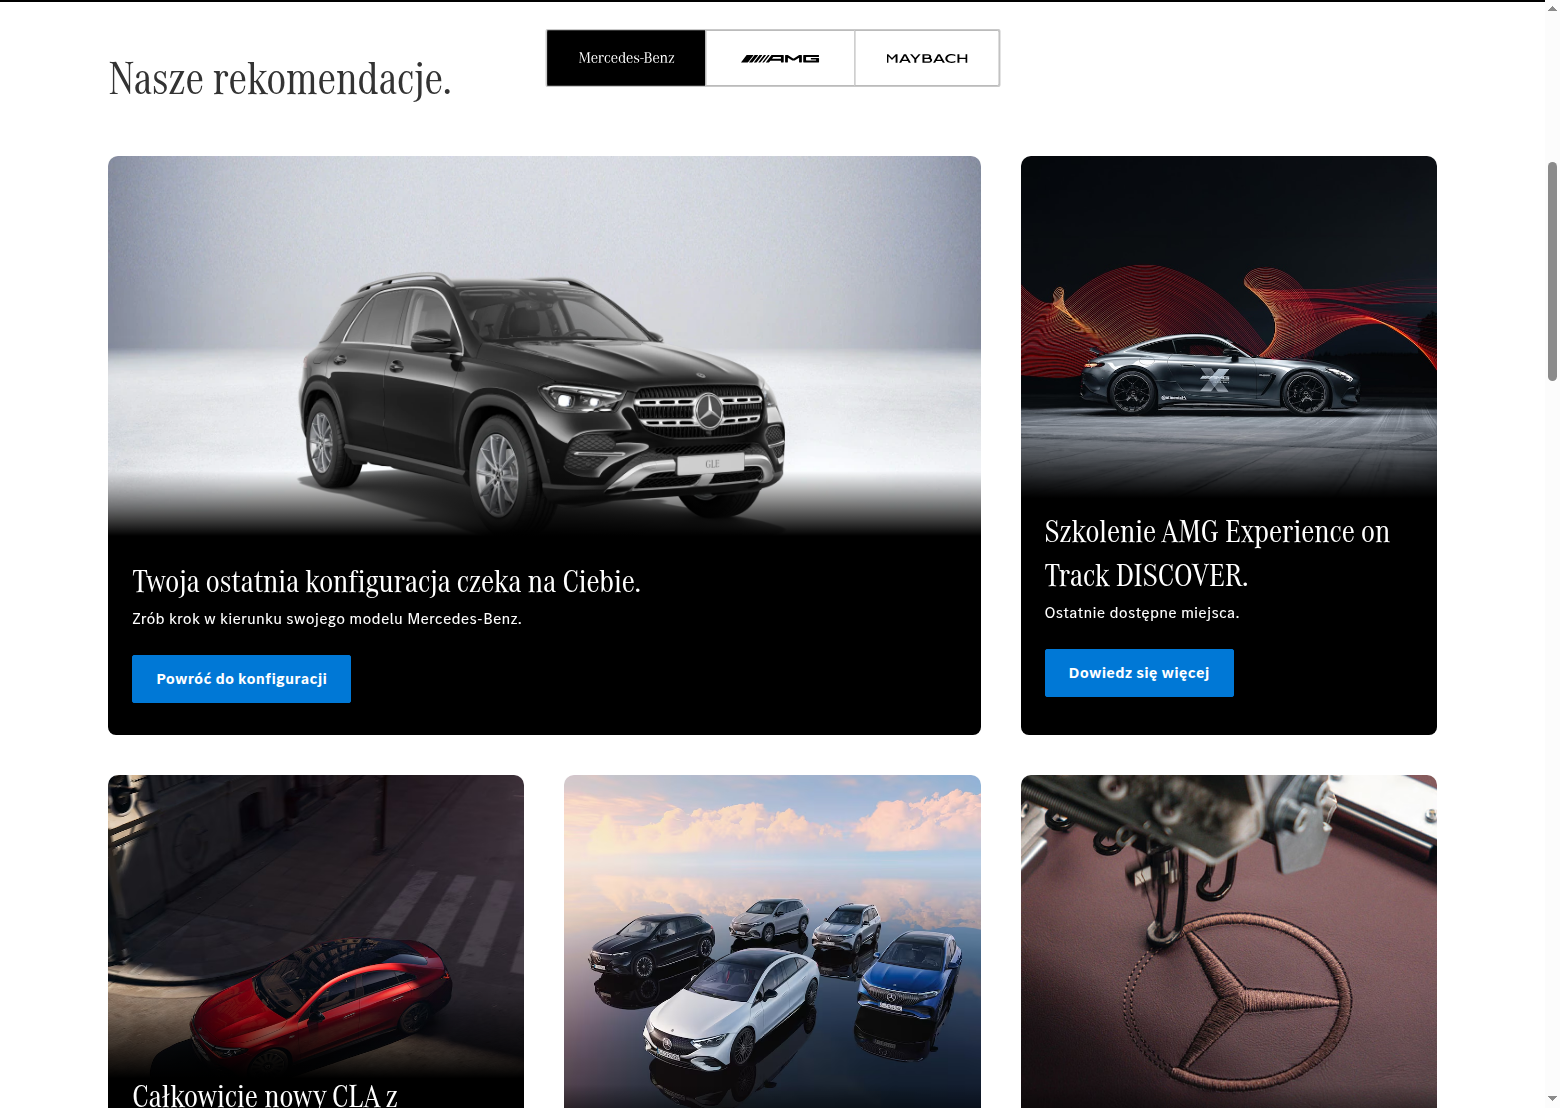 Nasze rekomendacje.
Mercedes-Benz
AMG
MAYBACH
GLE
Twoja ostatnia konfiguracja czeka na Ciebie.
Zrób krok w kierunku swojego modelu Mercedes-Benz.
Powróć do konfiguracji
Szkolenie AMG Experience on
Track DISCOVER.
Ostatnie dostępne miejsca.
Dowiedz się więcej
Całkowicie nowy CLA z